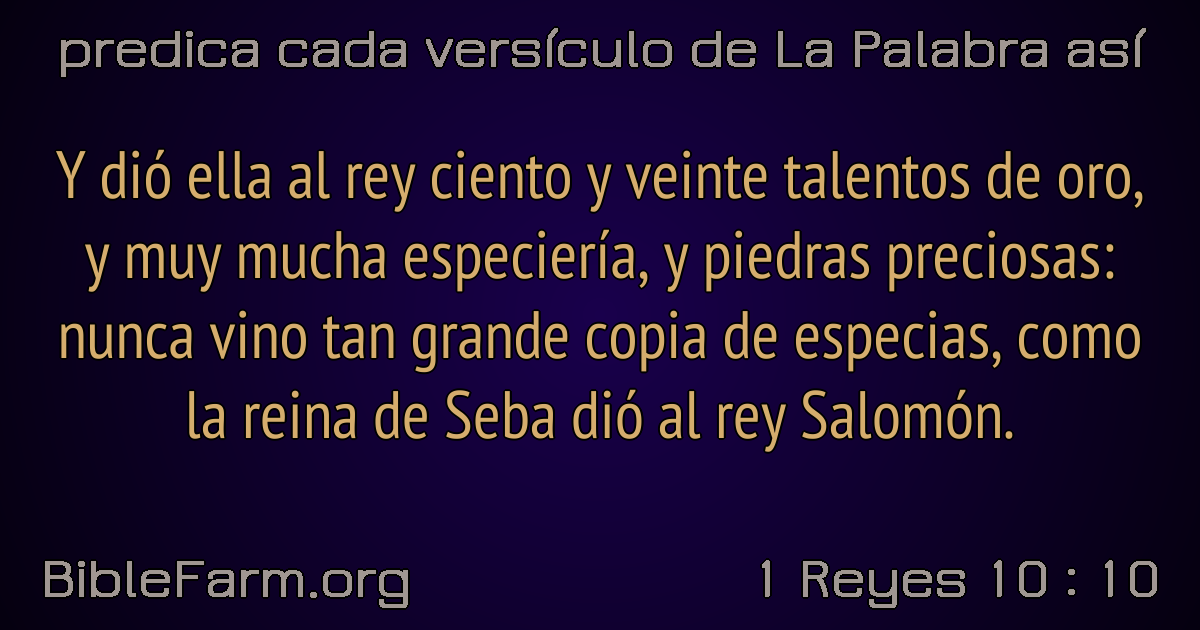 predica cada versículo de La Palabra así
Y dió ella al rey ciento y veinte talentos de oro,
y muy mucha especiería, y piedras preciosas:
nunca vino tan grande copia de especias, como
la reina de Seba dió al rey Salomón.
BibleFarm.org
1 Reyes 10 : 10